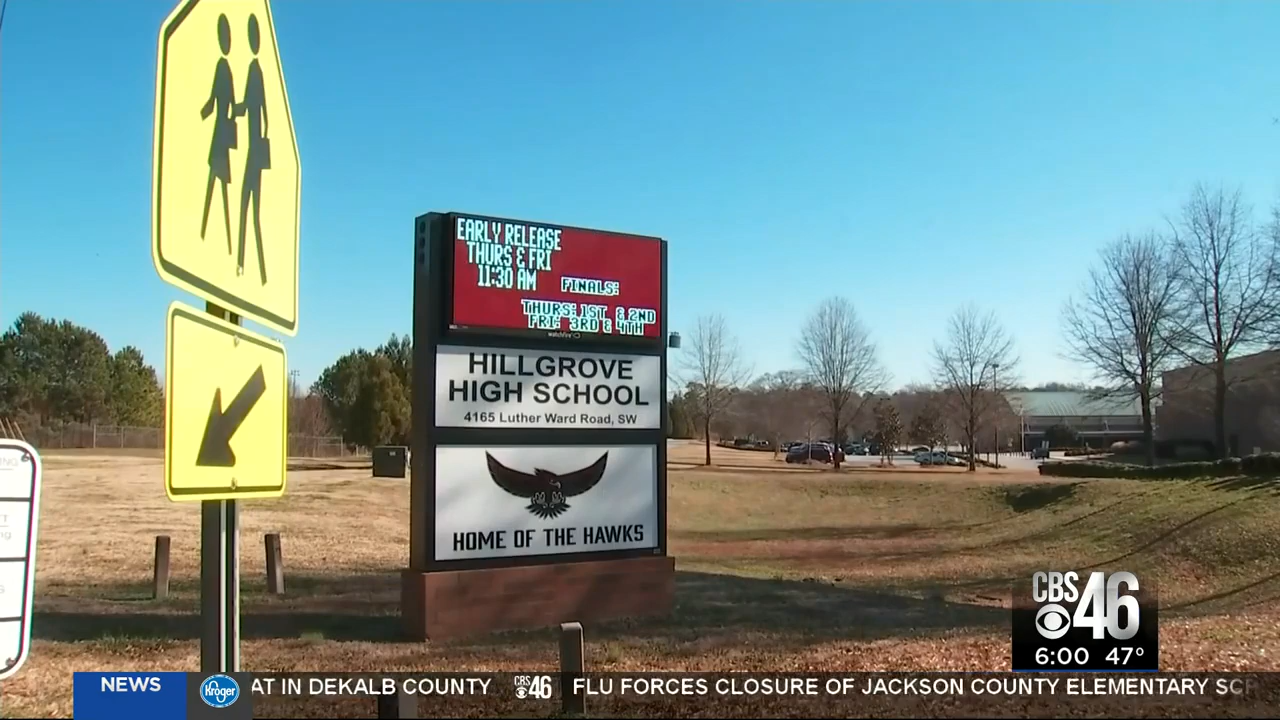 EARLY RELEASE
THURS & FRI
11:30 AM
FINALS:
THURS: 1ST & 2ND
FRI: 3RD & 4TH
watchfire
HILLGROVE
HIGH SCHOOL
4165 Luther Ward Road, SW
HOME OF THE HAWKS
CBS 46
6:00 47°
NEWS Kroger AT IN DEKALB COUNTY CBS 46 FLU FORCES CLOSURE OF JACKSON COUNTY ELEMENTARY SC